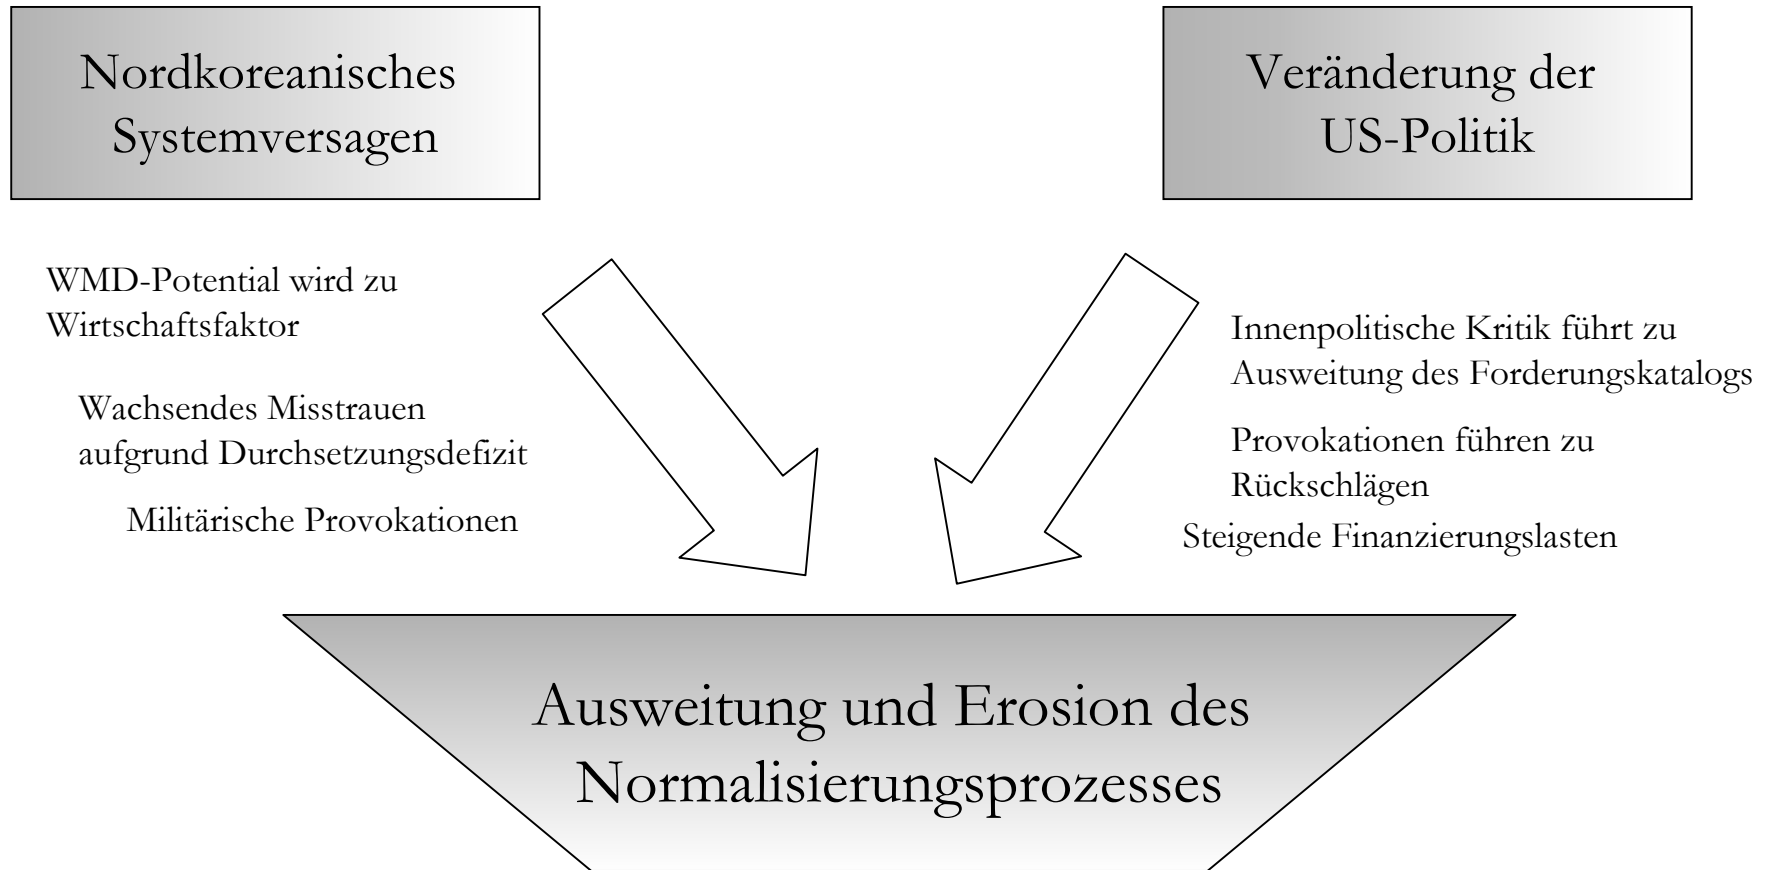 Nordkoreanisches
Systemversagen
Veränderung der
US-Politik
WMD-Potential wird zu
Wirtschaftsfaktor
Wachsendes Misstrauen
aufgrund Durchsetzungsdefizit
Militärische Provokationen
Innenpolitische Kritik führt zu
Ausweitung des Forderungskatalogs
Provokationen führen zu
Rückschlägen
Steigende Finanzierungslasten
Ausweitung und Erosion des
Normalisierungsprozesses